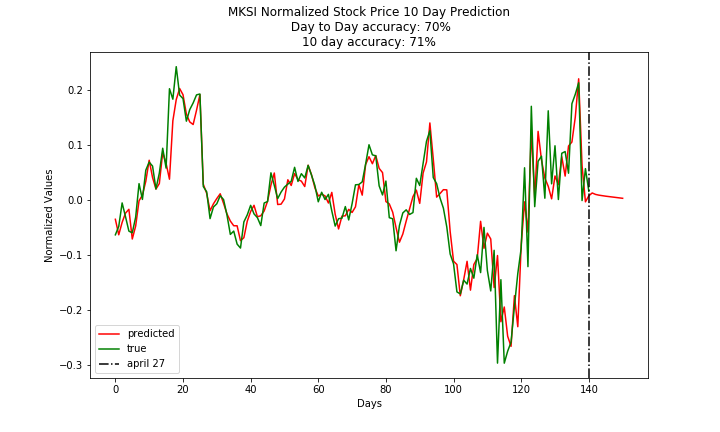 MKSI Normalized Stock Price 10 Day Prediction
Day to Day accuracy: 70%
10 day accuracy: 71%
Normalized Values
0.2
0.1
0.0
−0.1
−0.2
−0.3
predicted
true
april 27
0
20
40
60
80
100
120
140
Days